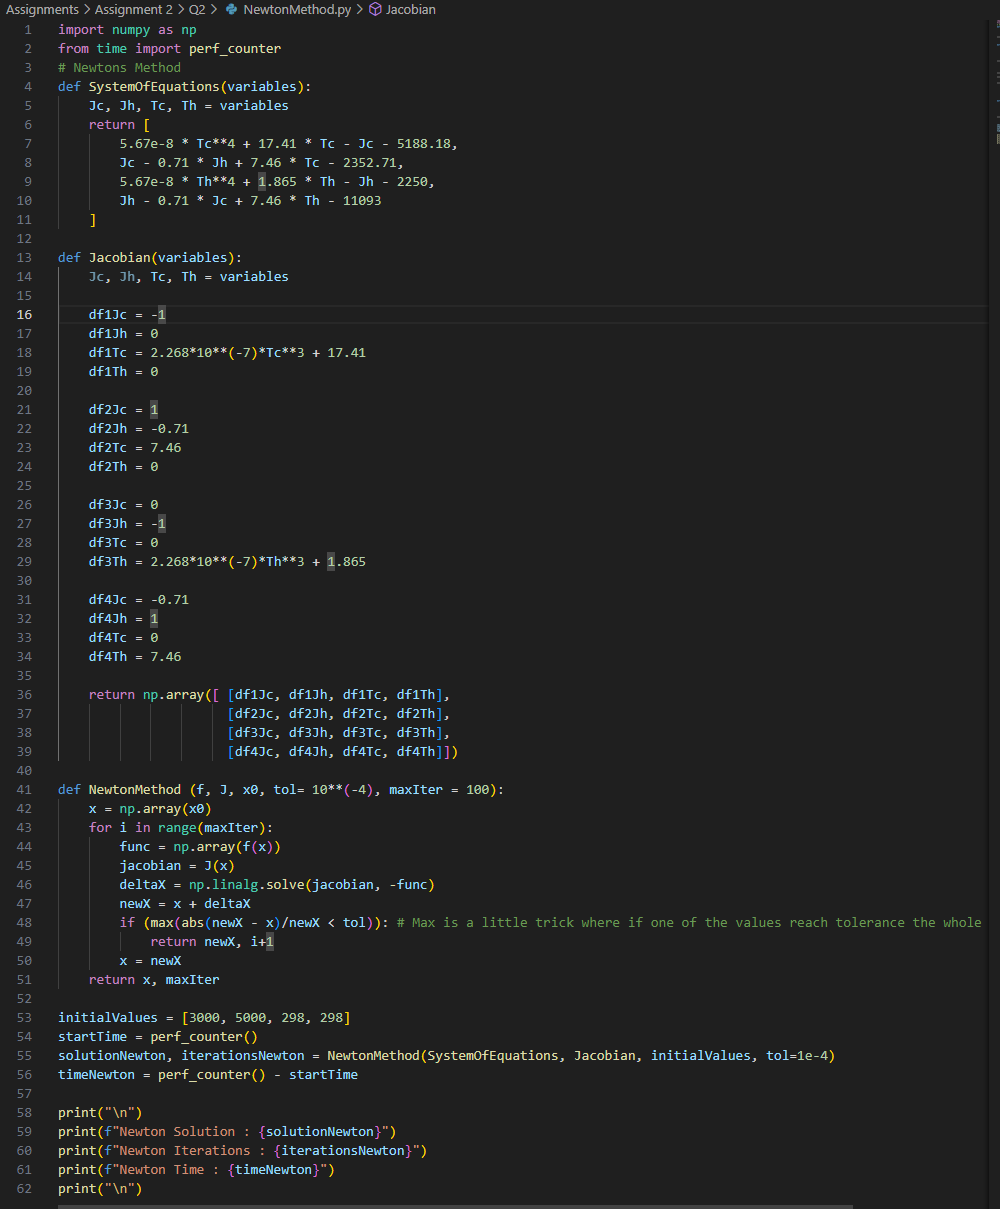 Assignments > Assignment 2 > Q2 > NewtonMethod.py > Jacobian
1 import numpy as np
2 from time import perf_counter
3 # Newtons Method
4 def SystemOfEquations(variables):
5     Jc, Jh, Tc, Th = variables
6     return [
7         5.67e-8 * Tc**4 + 17.41 * Tc - Jc - 5188.18,
8         Jc - 0.71 * Jh + 7.46 * Tc - 2352.71,
9         5.67e-8 * Th**4 + 1.865 * Th - Jh - 2250,
10         Jh - 0.71 * Jc + 7.46 * Th - 11093
11     ]
12
13 def Jacobian(variables):
14     Jc, Jh, Tc, Th = variables
15
16     df1Jc = -1
17     df1Jh = 0
18     df1Tc = 2.268*10**(-7)*Tc**3 + 17.41
19     df1Th = 0
20
21     df2Jc = 1
22     df2Jh = -0.71
23     df2Tc = 7.46
24     df2Th = 0
25
26     df3Jc = 0
27     df3Jh = -1
28     df3Tc = 0
29     df3Th = 2.268*10**(-7)*Th**3 + 1.865
30
31     df4Jc = -0.71
32     df4Jh = 1
33     df4Tc = 0
34     df4Th = 7.46
35
36     return np.array([ [df1Jc, df1Jh, df1Tc, df1Th],
37                       [df2Jc, df2Jh, df2Tc, df2Th],
38                       [df3Jc, df3Jh, df3Tc, df3Th],
39                       [df4Jc, df4Jh, df4Tc, df4Th]])
40
41 def NewtonMethod (f, J, x0, tol= 10**(-4), maxIter = 100):
42     x = np.array(x0)
43     for i in range(maxIter):
44         func = np.array(f(x))
45         jacobian = J(x)
46         deltaX = np.linalg.solve(jacobian, -func)
47         newX = x + deltaX
48         if (max(abs(newX - x)/newX < tol)): # Max is a little trick where if one of the values reach tolerance the whole
49             return newX, i+1
50         x = newX
51     return x, maxIter
52
53 initialValues = [3000, 5000, 298, 298]
54 startTime = perf_counter()
55 solutionNewton, iterationsNewton = NewtonMethod(SystemOfEquations, Jacobian, initialValues, tol=1e-4)
56 timeNewton = perf_counter() - startTime
57
58 print("\n")
59 print(f"Newton Solution : {solutionNewton}")
60 print(f"Newton Iterations : {iterationsNewton}")
61 print(f"Newton Time : {timeNewton}")
62 print("\n")